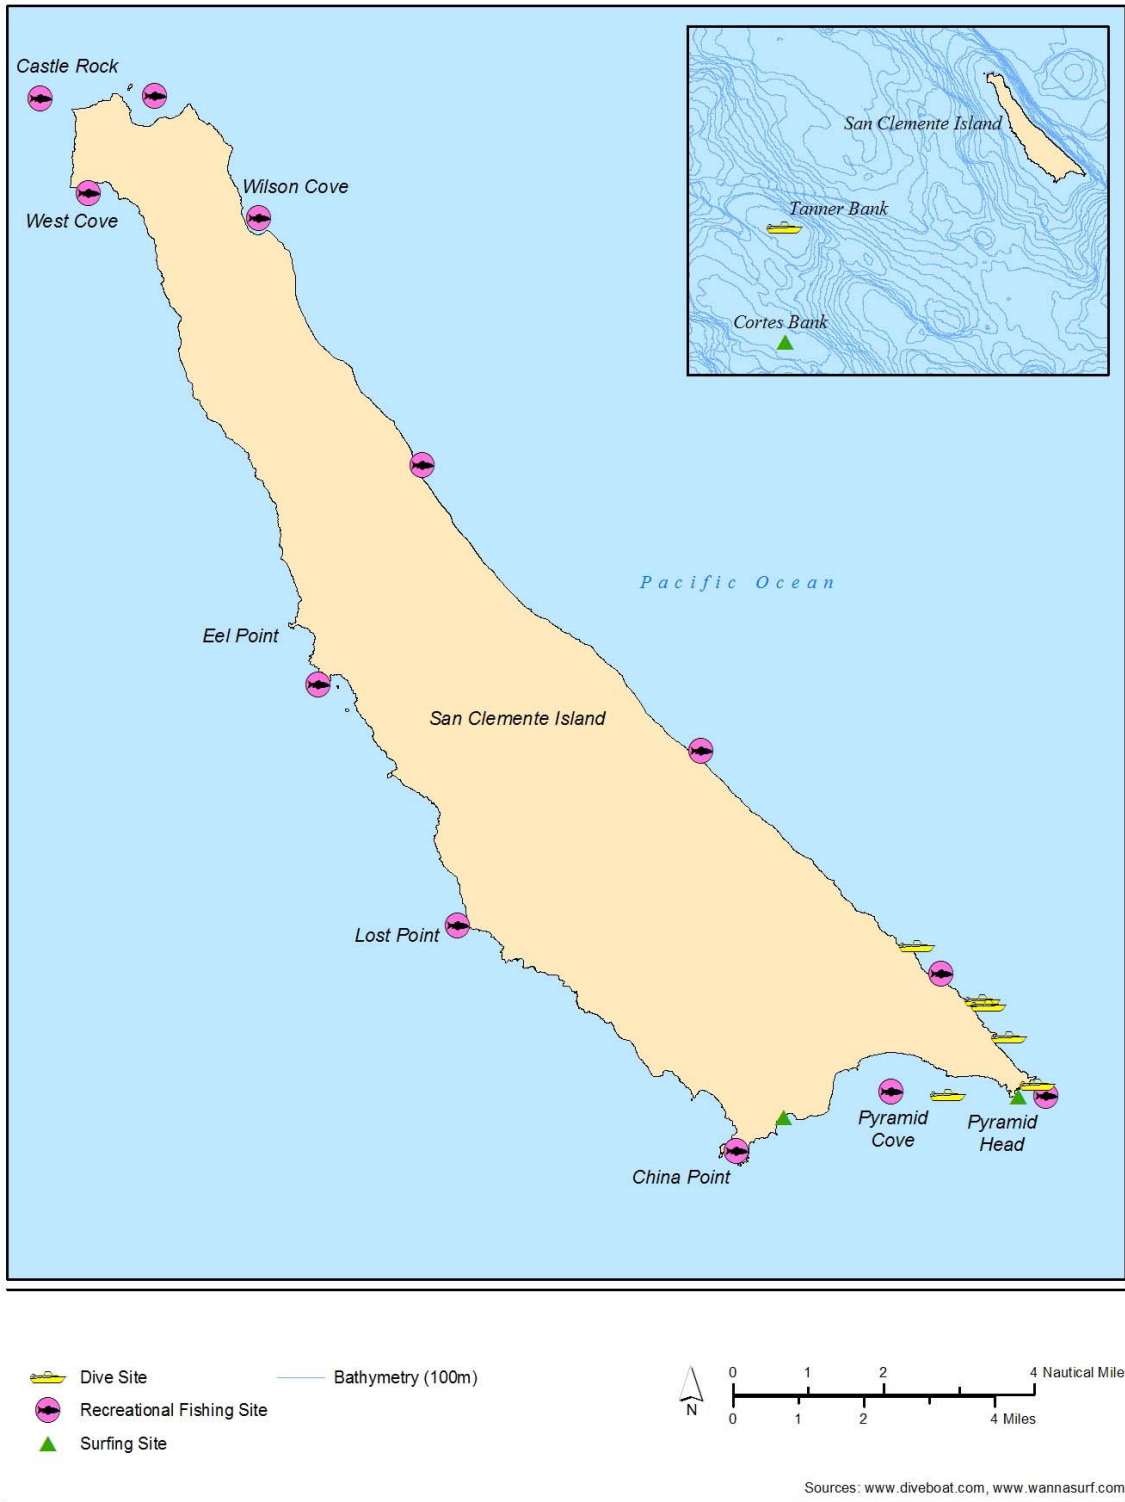 Castle Rock
San Clemente Island
Wilson Cove
West Cove
Tanner Bank
Cortes Bank
Pacific Ocean
Eel Point
San Clemente Island
Lost Point
Pyramid
Cove
Pyramid
Head
China Point
Dive Site
Recreational Fishing Site
Surfing Site
Bathymetry (100m)
N
0 1 2 4 Nautical Mile
0 1 2 4 Miles
Sources: www.diveboat.com, www.wannasurf.com